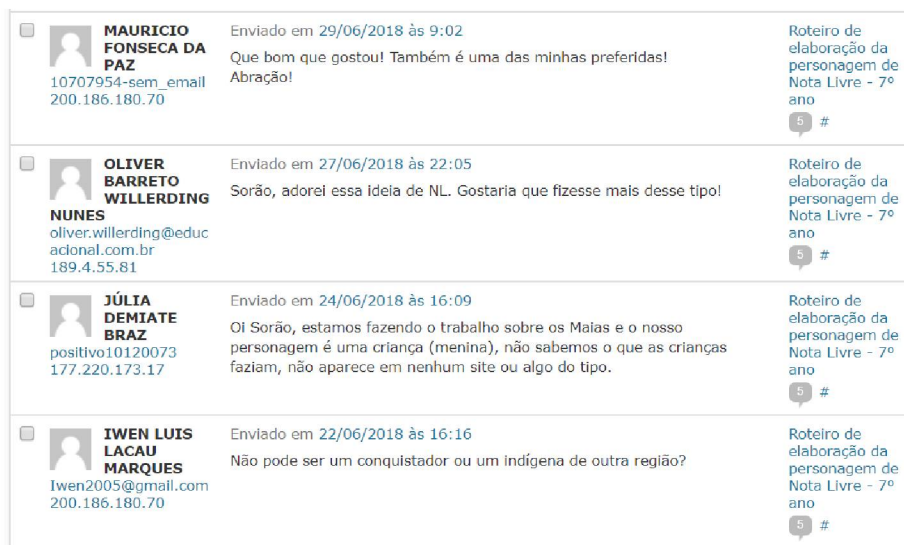 MAURICIO
FONSECA DA
PAZ
10707954-sem_email
200.186.180.70
Enviado em 29/06/2018 às 9:02
Que bom que gostou! Também é uma das minhas preferidas!
Abração!
Roteiro de
elaboração da
personagem de
Nota Livre - 7º
ano
5 #
OLIVER
BARRETO
WILLERDING
NUNES
oliver.willerding@educ
acional.com.br
189.4.55.81
Enviado em 27/06/2018 às 22:05
Sorão, adorei essa ideia de NL. Gostaria que fizesse mais desse tipo!
Roteiro de
elaboração da
personagem de
Nota Livre - 7º
ano
5 #
JÚLIA
DEMIATE
BRAZ
positivo10120073
177.220.173.17
Enviado em 24/06/2018 às 16:09
Oi Sorão, estamos fazendo o trabalho sobre os Maias e o nosso
personagem é uma criança (menina), não sabemos o que as crianças
faziam, não aparece em nenhum site ou algo do tipo.
Roteiro de
elaboração da
personagem de
Nota Livre - 7º
ano
5 #
IWEN LUIS
LACAU
MARQUES
Iwen2005@gmail.com
200.186.180.70
Enviado em 22/06/2018 às 16:16
Não pode ser um conquistador ou um indígena de outra região?
Roteiro de
elaboração da
personagem de
Nota Livre - 7º
ano
5 #